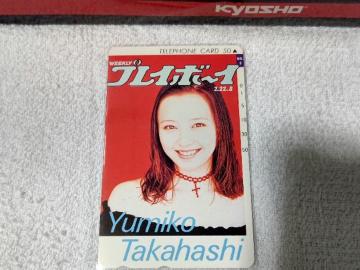 KYOSHO
TELEPHONE CARD 50
WEEKLY
プレイボーイ
Yumiko
Takahashi